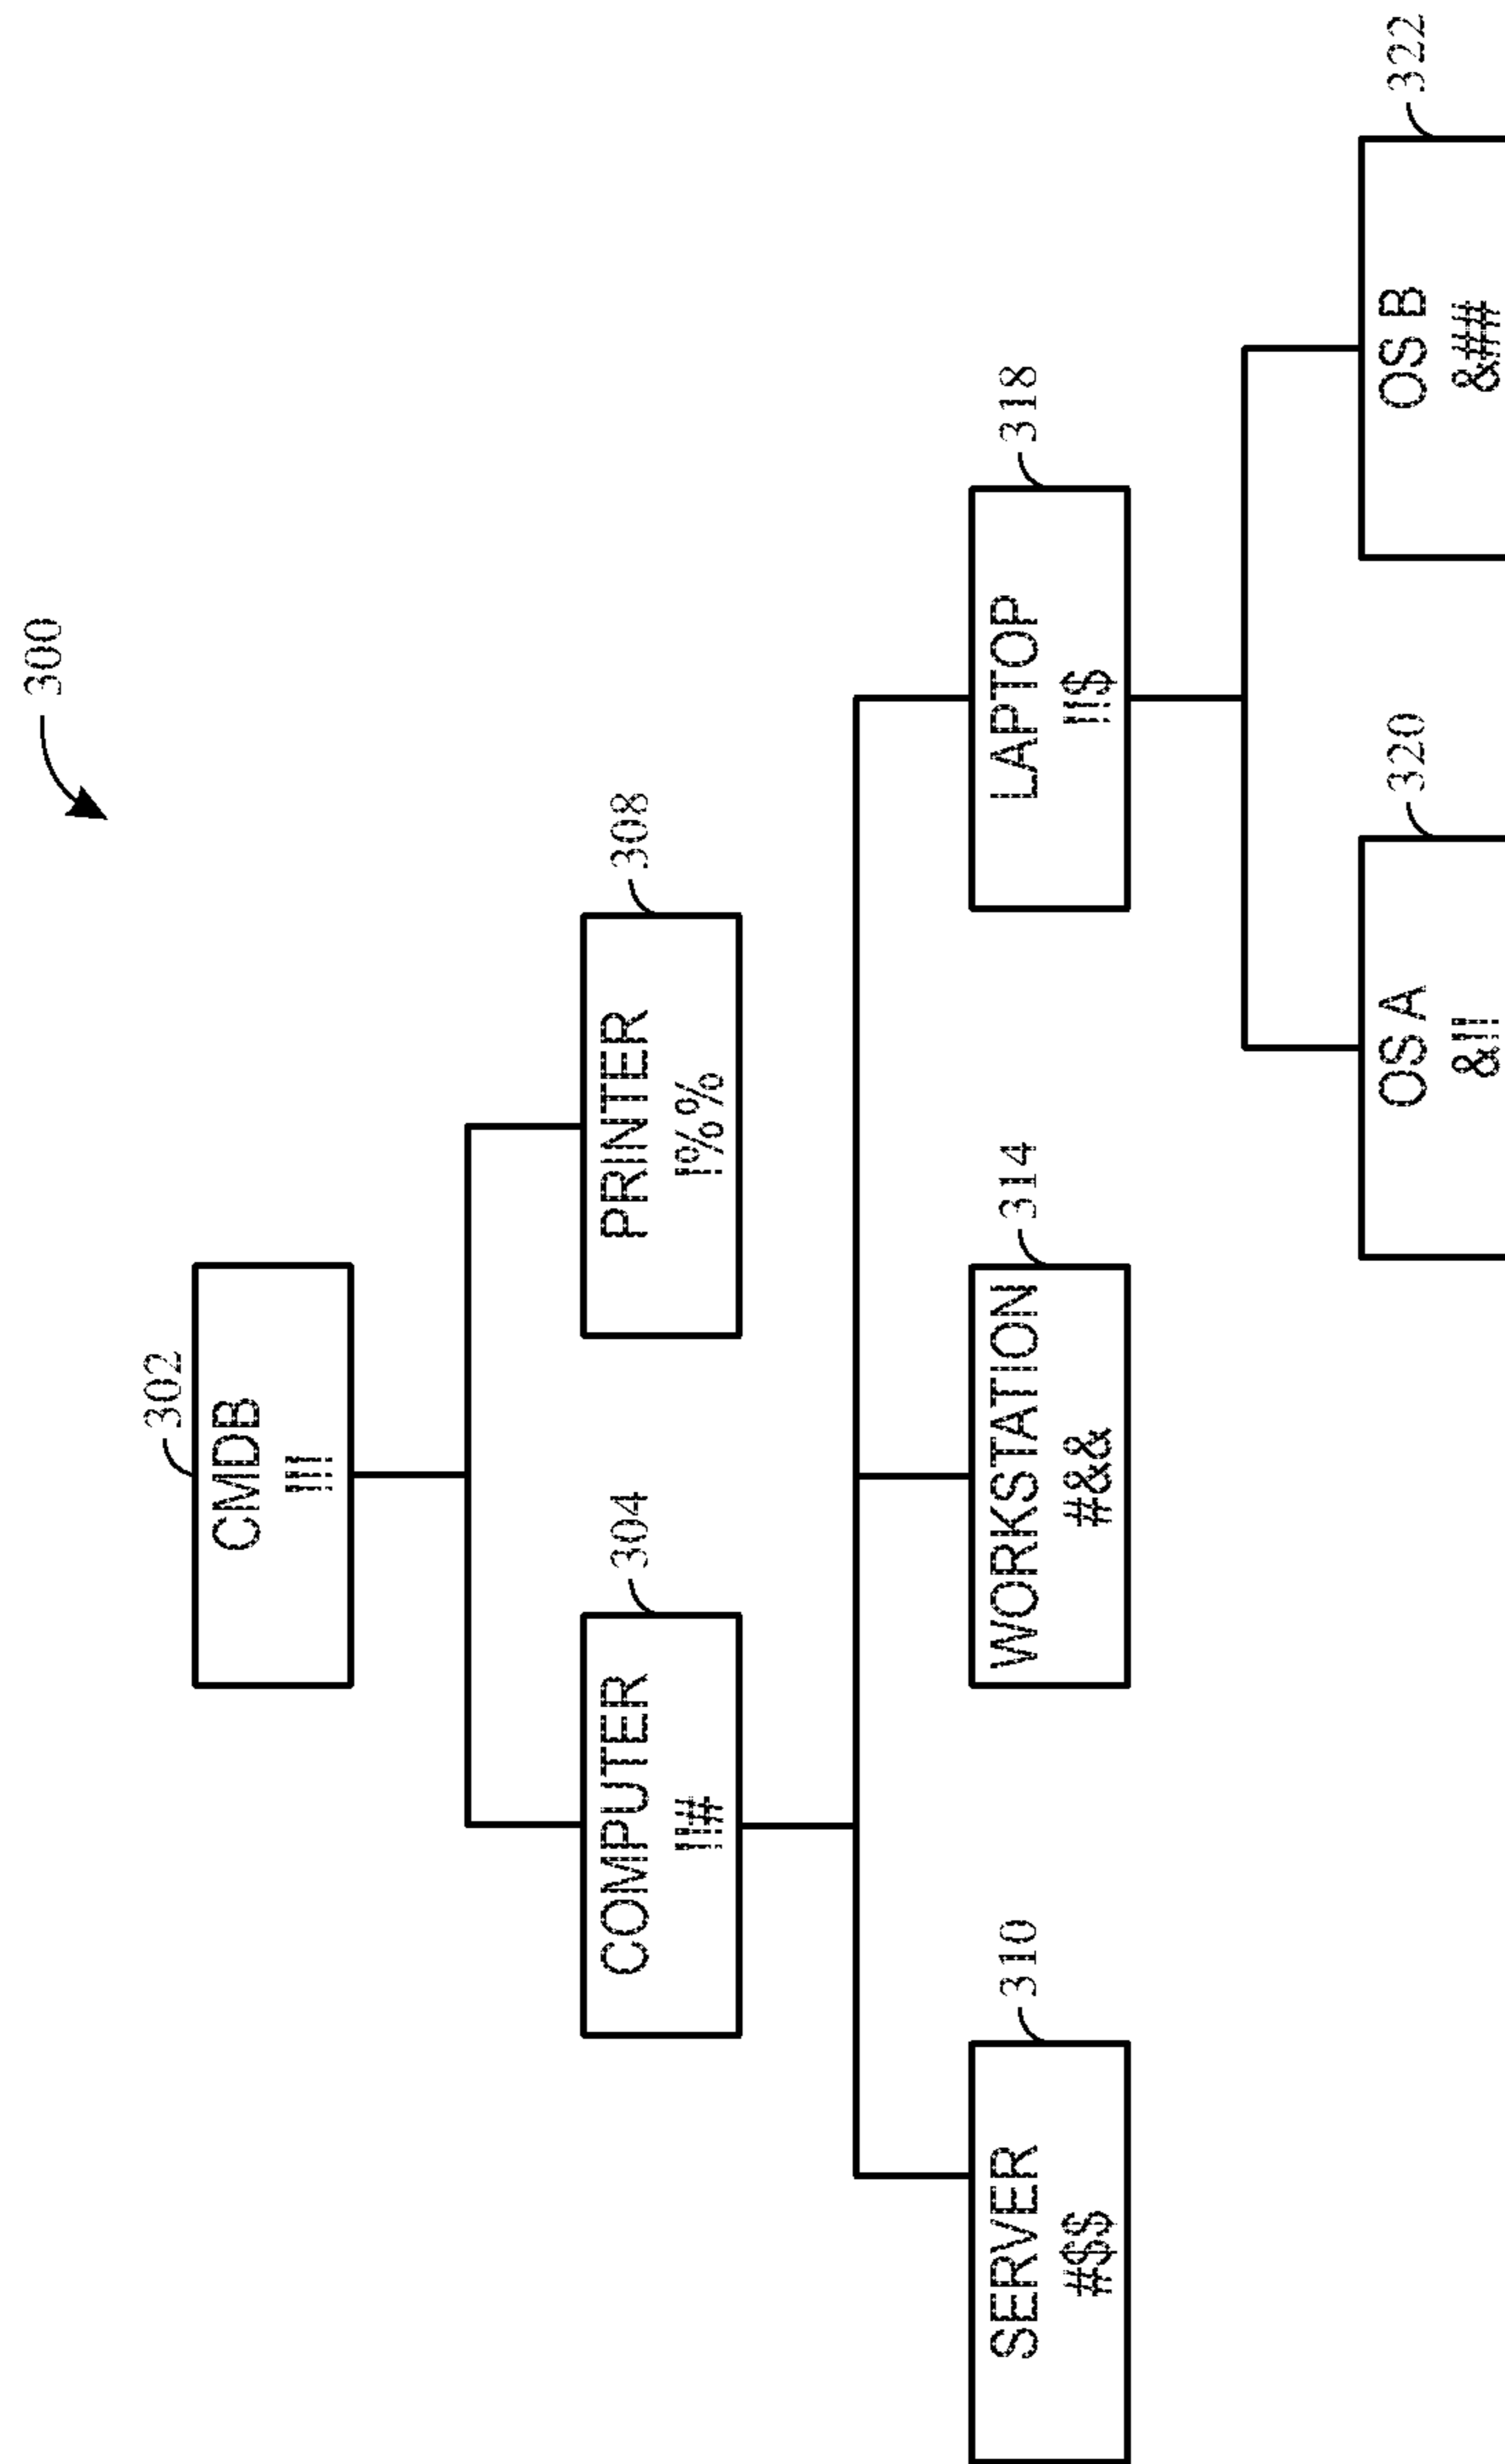 300
302
CMDB
!!!
304
COMPUTER
!!#
308
PRINTER
!%%
310
SERVER
#$$
314
WORKSTATION
#&&
318
LAPTOP
!!$
320
OS A
&!!
322
OS B
&##